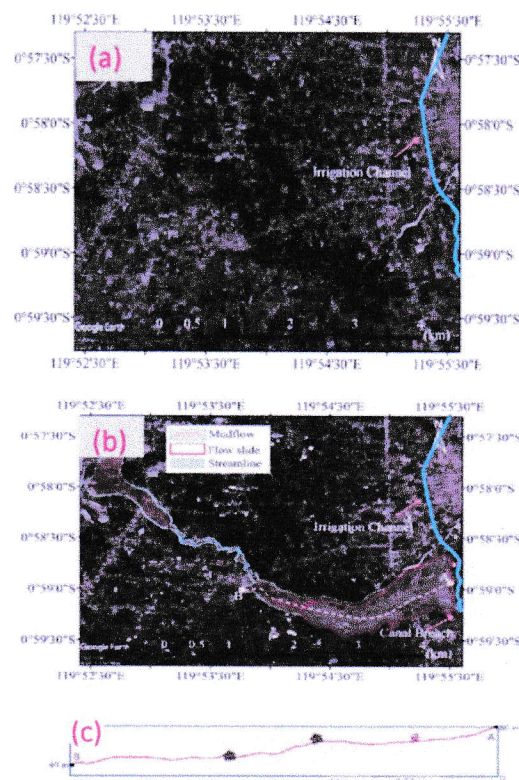 119°52'30"E 119°53'30"E 119°54'30"E 119°55'30"E
(a)
0°57'30"S 0°57'30"S
0°58'0"S 0°58'0"S
Irrigation Channel
0°58'30"S 0°58'30"S
0°59'0"S 0°59'0"S
0°59'30"S 0°59'30"S
Google Earth 0 0.5 1 2 3
(km)
119°52'30"E 119°53'30"E 119°54'30"E 119°55'30"E
119°52'30"E 119°53'30"E 119°54'30"E 119°55'30"E
(b)
Mudflow
Flow slide
Streamline
0°57'30"S 0°57'30"S
0°58'0"S 0°58'0"S
Irrigation Channel
0°58'30"S 0°58'30"S
0°59'0"S 0°59'0"S
0°59'30"S 0°59'30"S
Canal Breach
Google Earth 0 0.5 1 2 3
(km)
119°52'30"E 119°53'30"E 119°54'30"E 119°55'30"E
(c)
A